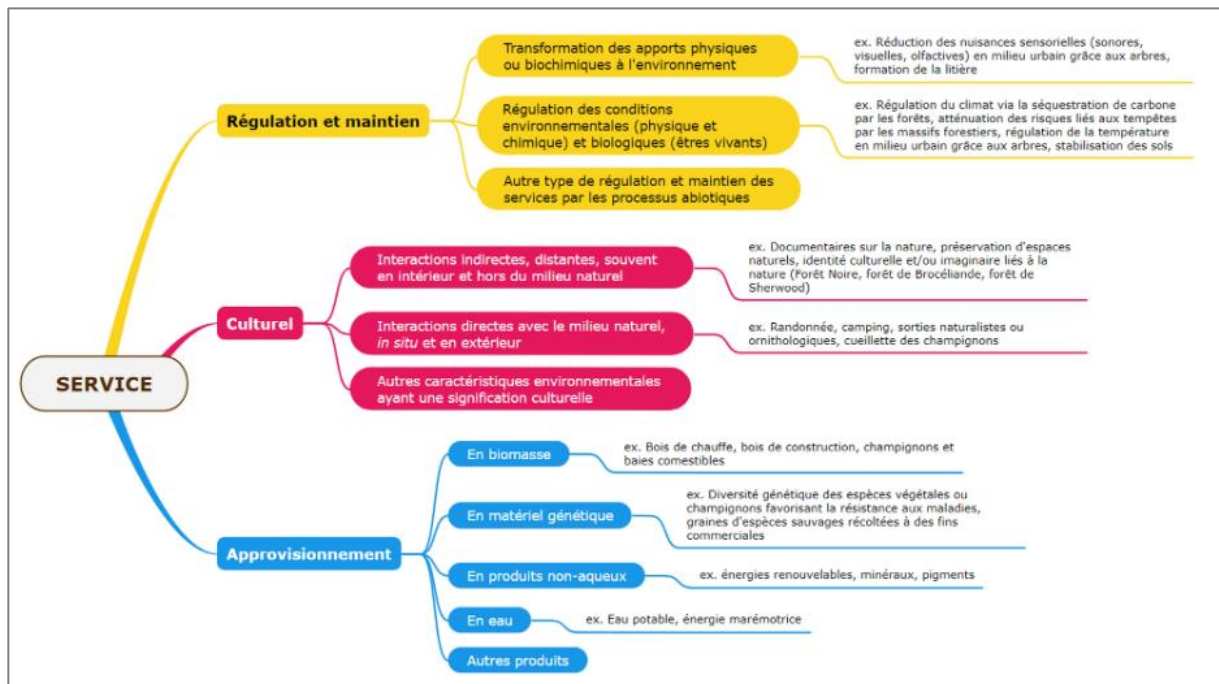 SERVICE
Régulation et maintien
Transformation des apports physiques
ou biochimiques à l'environnement
ex. Réduction des nuisances sensorielles (sonores,
visuelles, olfactives) en milieu urbain grâce aux arbres,
formation de la litière
Régulation des conditions
environnementales (physique et
chimique) et biologiques (êtres vivants)
ex. Régulation du climat via la séquestration de carbone
par les forêts, atténuation des risques liés aux tempêtes
par les massifs forestiers, régulation de la température
en milieu urbain grâce aux arbres, stabilisation des sols
Autre type de régulation et maintien des
services par les processus abiotiques
Culturel
Interactions indirectes, distantes, souvent
en intérieur et hors du milieu naturel
ex. Documentaires sur la nature, préservation d'espaces
naturels, identité culturelle et/ou imaginaire liés à la
nature (Forêt Noire, forêt de Brocéliande, forêt de
Sherwood)
Interactions directes avec le milieu naturel,
in situ et en extérieur
ex. Randonnée, camping, sorties naturalistes ou
ornithologiques, cueillette des champignons
Autres caractéristiques environnementales
ayant une signification culturelle
Approvisionnement
En biomasse
ex. Bois de chauffe, bois de construction, champignons et
baies comestibles
En matériel génétique
ex. Diversité génétique des espèces végétales ou
champignons favorisant la résistance aux maladies,
graines d'espèces sauvages récoltées à des fins
commerciales
En produits non-aqueux
ex. énergies renouvelables, minéraux, pigments
En eau
ex. Eau potable, énergie marémotrice
Autres produits